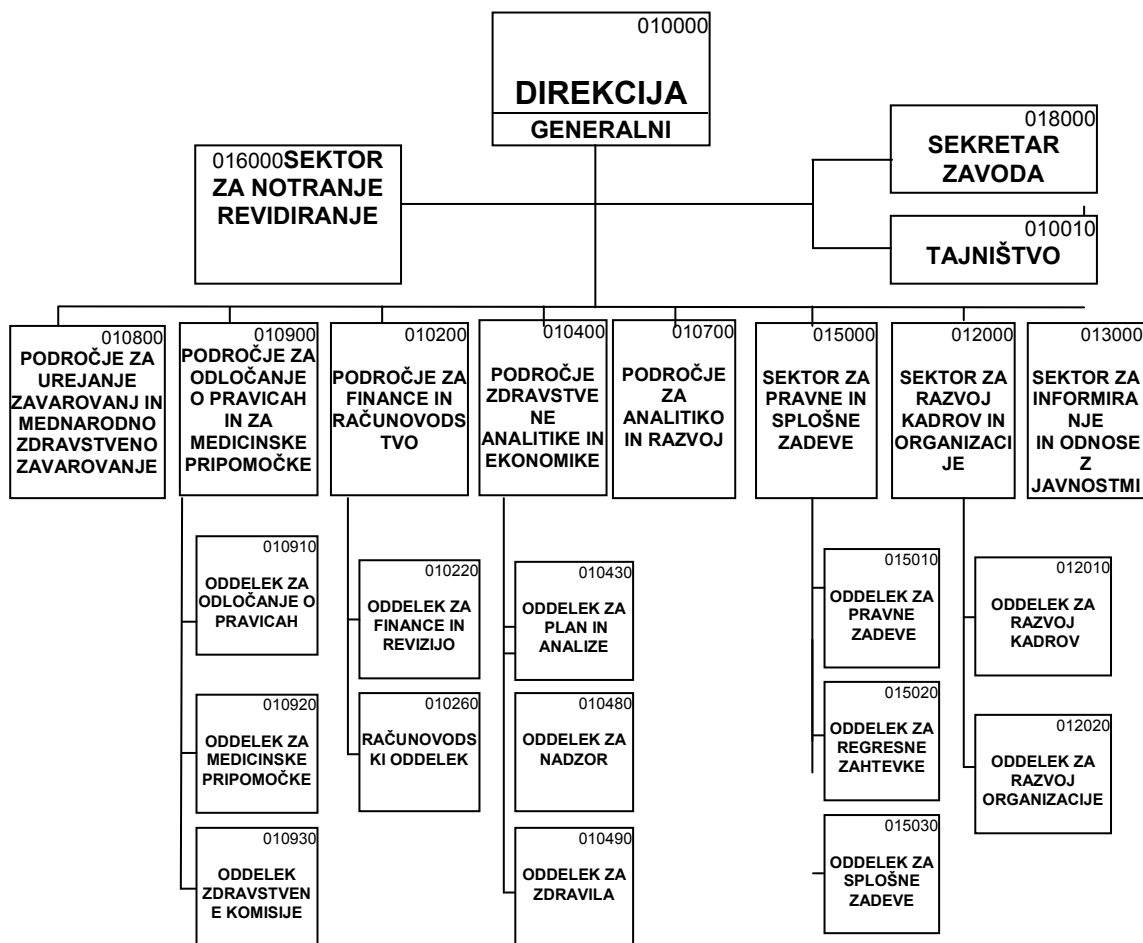 010000
DIREKCIJA
GENERALNI
018000
SEKRETAR
ZAVODA
016000SEKTOR
ZA NOTRANJE
REVIDIRANJE
010010
TAJNIŠTVO
010800
PODROČJE ZA
UREJANJE
ZAVAROVANJ IN
MEDNARODNO
ZDRAVSTVENO
ZAVAROVANJE
010900
PODROČJE ZA
ODLOČANJE
O PRAVICAH
IN ZA
MEDICINSKE
PRIPOMOČKE
010200
PODROČJE ZA
FINANCE IN
RAČUNOVODS
TVO
010400
PODROČJE
ZDRAVSTVE
NE
ANALITIKE IN
EKONOMIKE
010700
PODROČJE
ZA
ANALITIKO
IN RAZVOJ
015000
SEKTOR ZA
PRAVNE IN
SPLOŠNE
ZADEVE
012000
SEKTOR ZA
RAZVOJ
KADROV IN
ORGANIZACI
JE
013000
SEKTOR ZA
INFORMIRA
NJE
IN ODNOSE
Z
JAVNOSTMI
010910
ODDELEK ZA
ODLOČANJE O
PRAVICAH
010220
ODDELEK ZA
FINANCE IN
REVIZIJO
010430
ODDELEK ZA
PLAN IN
ANALIZE
015010
ODDELEK ZA
PRAVNE
ZADEVE
012010
ODDELEK ZA
RAZVOJ
KADROV
010920
ODDELEK ZA
MEDICINSKE
PRIPOMOČKE
010260
RAČUNOVODS
KI ODDELEK
010480
ODDELEK ZA
NADZOR
015020
ODDELEK ZA
REGRESNE
ZAHTEVKE
012020
ODDELEK ZA
RAZVOJ
ORGANIZACIJE
010930
ODDELEK
ZDRAVSTVEN
E KOMISIJE
010490
ODDELEK ZA
ZDRAVILA
015030
ODDELEK ZA
SPLOŠNE
ZADEVE